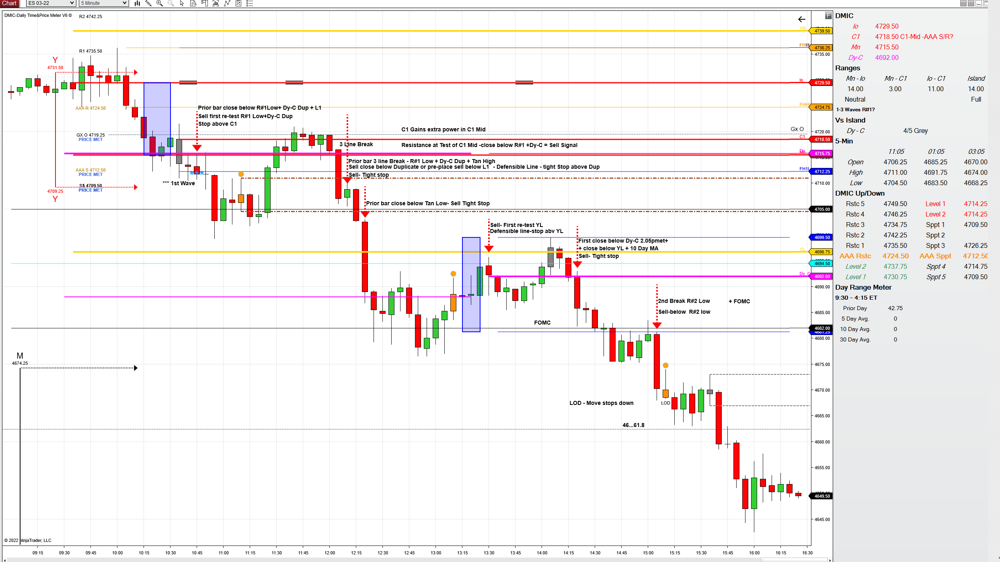 Chart
ES 03-22
5 Minute
DMIC-Daily Time&Price Meter V6 ©
R2 4742.25
YH
4739.50
4736.25
R1 4735.50
4735.00
Y
4731.50
Io
4729.50
AAA R 4724.50
4724.75
Prior bar close below R#1Low+ Dy-C Dup + L1
Sell first re-test R#1 Low+Dy-C Dup
Stop above C1
C1 Gains extra power in C1 Mid
Gx O
4720.00
GX O 4719.25
PRICE MET
C1
4718.50
3 Line Break
Resistance at Test of C1 Mid -close below R#1 +Dy-C = Sell Signal
4715.75
Prior bar 3 line Break - R#1 Low + Dy-C Dup + Tan High
Sell close below Duplicate or pre-place sell below L1 - Defensible Line - tight Stop above Dup
Sell- Tight stop
AAA S 4712.50
PRICE MET
FH1L
4712.25
*** 1st Wave
4710.00
4709.50
PRICE MET
4709.25
Y
Prior bar close below Tan Low- Sell Tight Stop
4705.00
Sell- First re-test YL
Defensible line-stop abv YL
4699.50
First close below Dy-C 2.05pmet+
+ close below YL + 10 Day MA
Sell- Tight stop
YL
4696.75
4694.50
Dy_C
4692.00
4690.00
2nd Break R#2 Low + FOMC
Sell-below R#2 low
4685.00
FOMC
4682.00
4681.25
4680.00
M
4674.25
4675.00
4670.00
LOD
LOD - Move stops down
4665.00
46...61.8
4660.00
4655.00
4649.50
4645.00
© 2022 NinjaTrader, LLC
09:15 09:30 09:45 10:00 10:15 10:30 10:45 11:00 11:15 11:30 11:45 12:00 12:15 12:30 12:45 13:00 13:15 13:30 13:45 14:00 14:15 14:30 14:45 15:00 15:15 15:30 15:45 16:00 16:15 16:30
F
DMIC
Io 4729.50
C1 4718.50 C1-Mid -AAA S/R?
Mn 4715.50
Dy-C 4692.00
Ranges
Mn - Io Mn - C1 Io - C1 Island
14.00 3.00 11.00 14.00
Neutral Full
1-3 Waves R#1?
Vs Island
Dy - C 4/5 Grey
5-Min
11:05 01:05 03:05
Open 4706.25 4685.25 4670.00
High 4711.00 4691.75 4674.00
Low 4704.50 4683.50 4668.25
DMIC Up/Down
Rstc 5 4749.50 Level 1 4714.25
Rstc 4 4746.25 Level 2 4714.25
Rstc 3 4734.75 Sppt 1 4709.50
Rstc 2 4742.25 Sppt 2
Rstc 1 4735.50 Sppt 3 4726.25
AAA Rstc 4724.50 AAA Sppt 4712.50
Level 2 4737.75 Sppt 4 4714.75
Level 1 4730.75 Sppt 5 4709.50
Day Range Meter
9:30 - 4:15 ET
Prior Day 42.75
5 Day Avg. 0
10 Day Avg. 0
30 Day Avg. 0